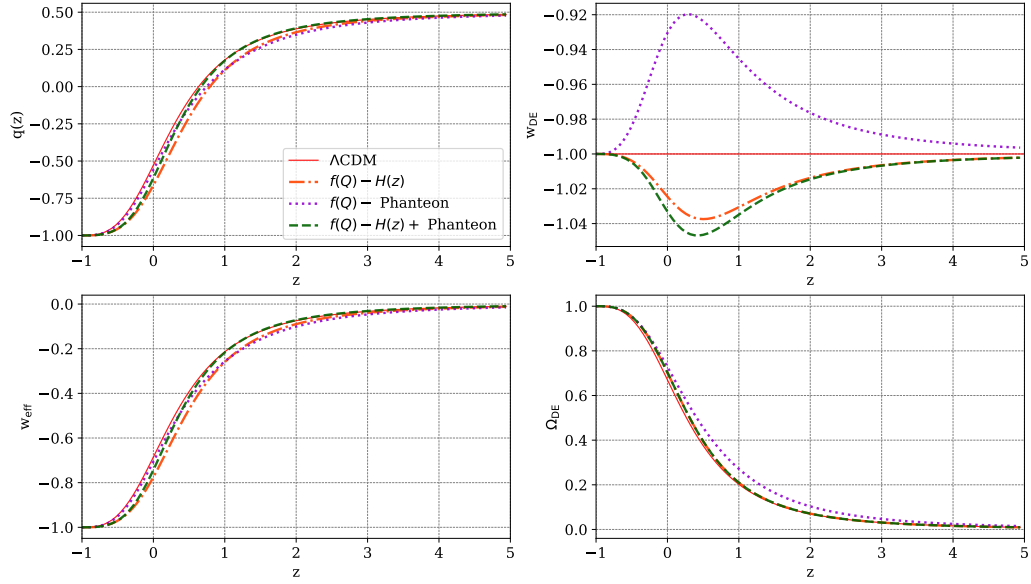 0.50
0.25
0.00
−0.25
−0.50
−0.75
−1.00
q(z)
ΛCDM
f(Q) − H(z)
f(Q) − Phanteon
f(Q) − H(z) + Phanteon
−1 0 1 2 3 4 5
z
−0.92
−0.94
−0.96
−0.98
−1.00
−1.02
−1.04
w_DE
−1 0 1 2 3 4 5
z
0.0
−0.2
−0.4
−0.6
−0.8
−1.0
w_eff
−1 0 1 2 3 4 5
z
1.0
0.8
0.6
0.4
0.2
0.0
Ω_DE
−1 0 1 2 3 4 5
z